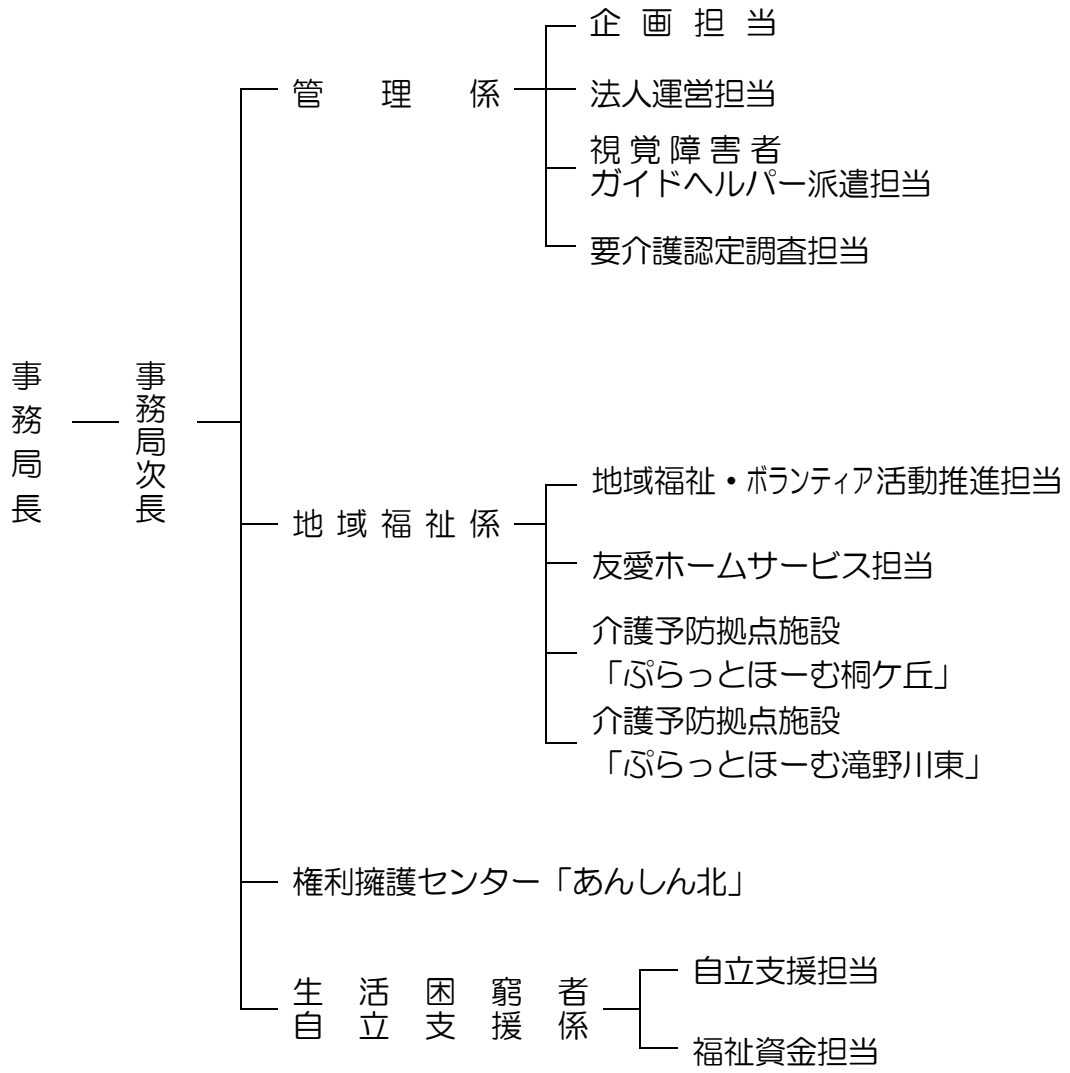 事務局長
事務局次長
管理係
企画担当
法人運営担当
視覚障害者
ガイドヘルパー派遣担当
要介護認定調査担当
地域福祉係
地域福祉・ボランティア活動推進担当
友愛ホームサービス担当
介護予防拠点施設
「ぷらっとほーむ桐ケ丘」
介護予防拠点施設
「ぷらっとほーむ滝野川東」
権利擁護センター「あんしん北」
生活困窮者
自立支援係
自立支援担当
福祉資金担当